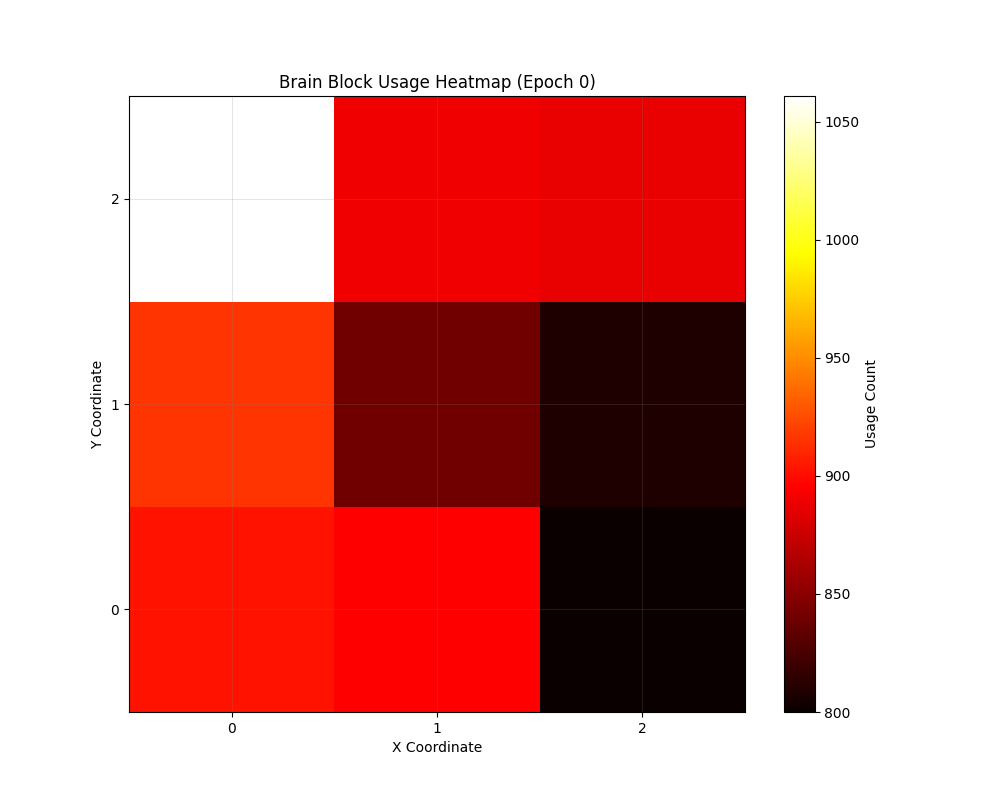 Brain Block Usage Heatmap (Epoch 0)
2
1
0
Y Coordinate
0 1 2
X Coordinate
1050
1000
950
900
850
800
Usage Count